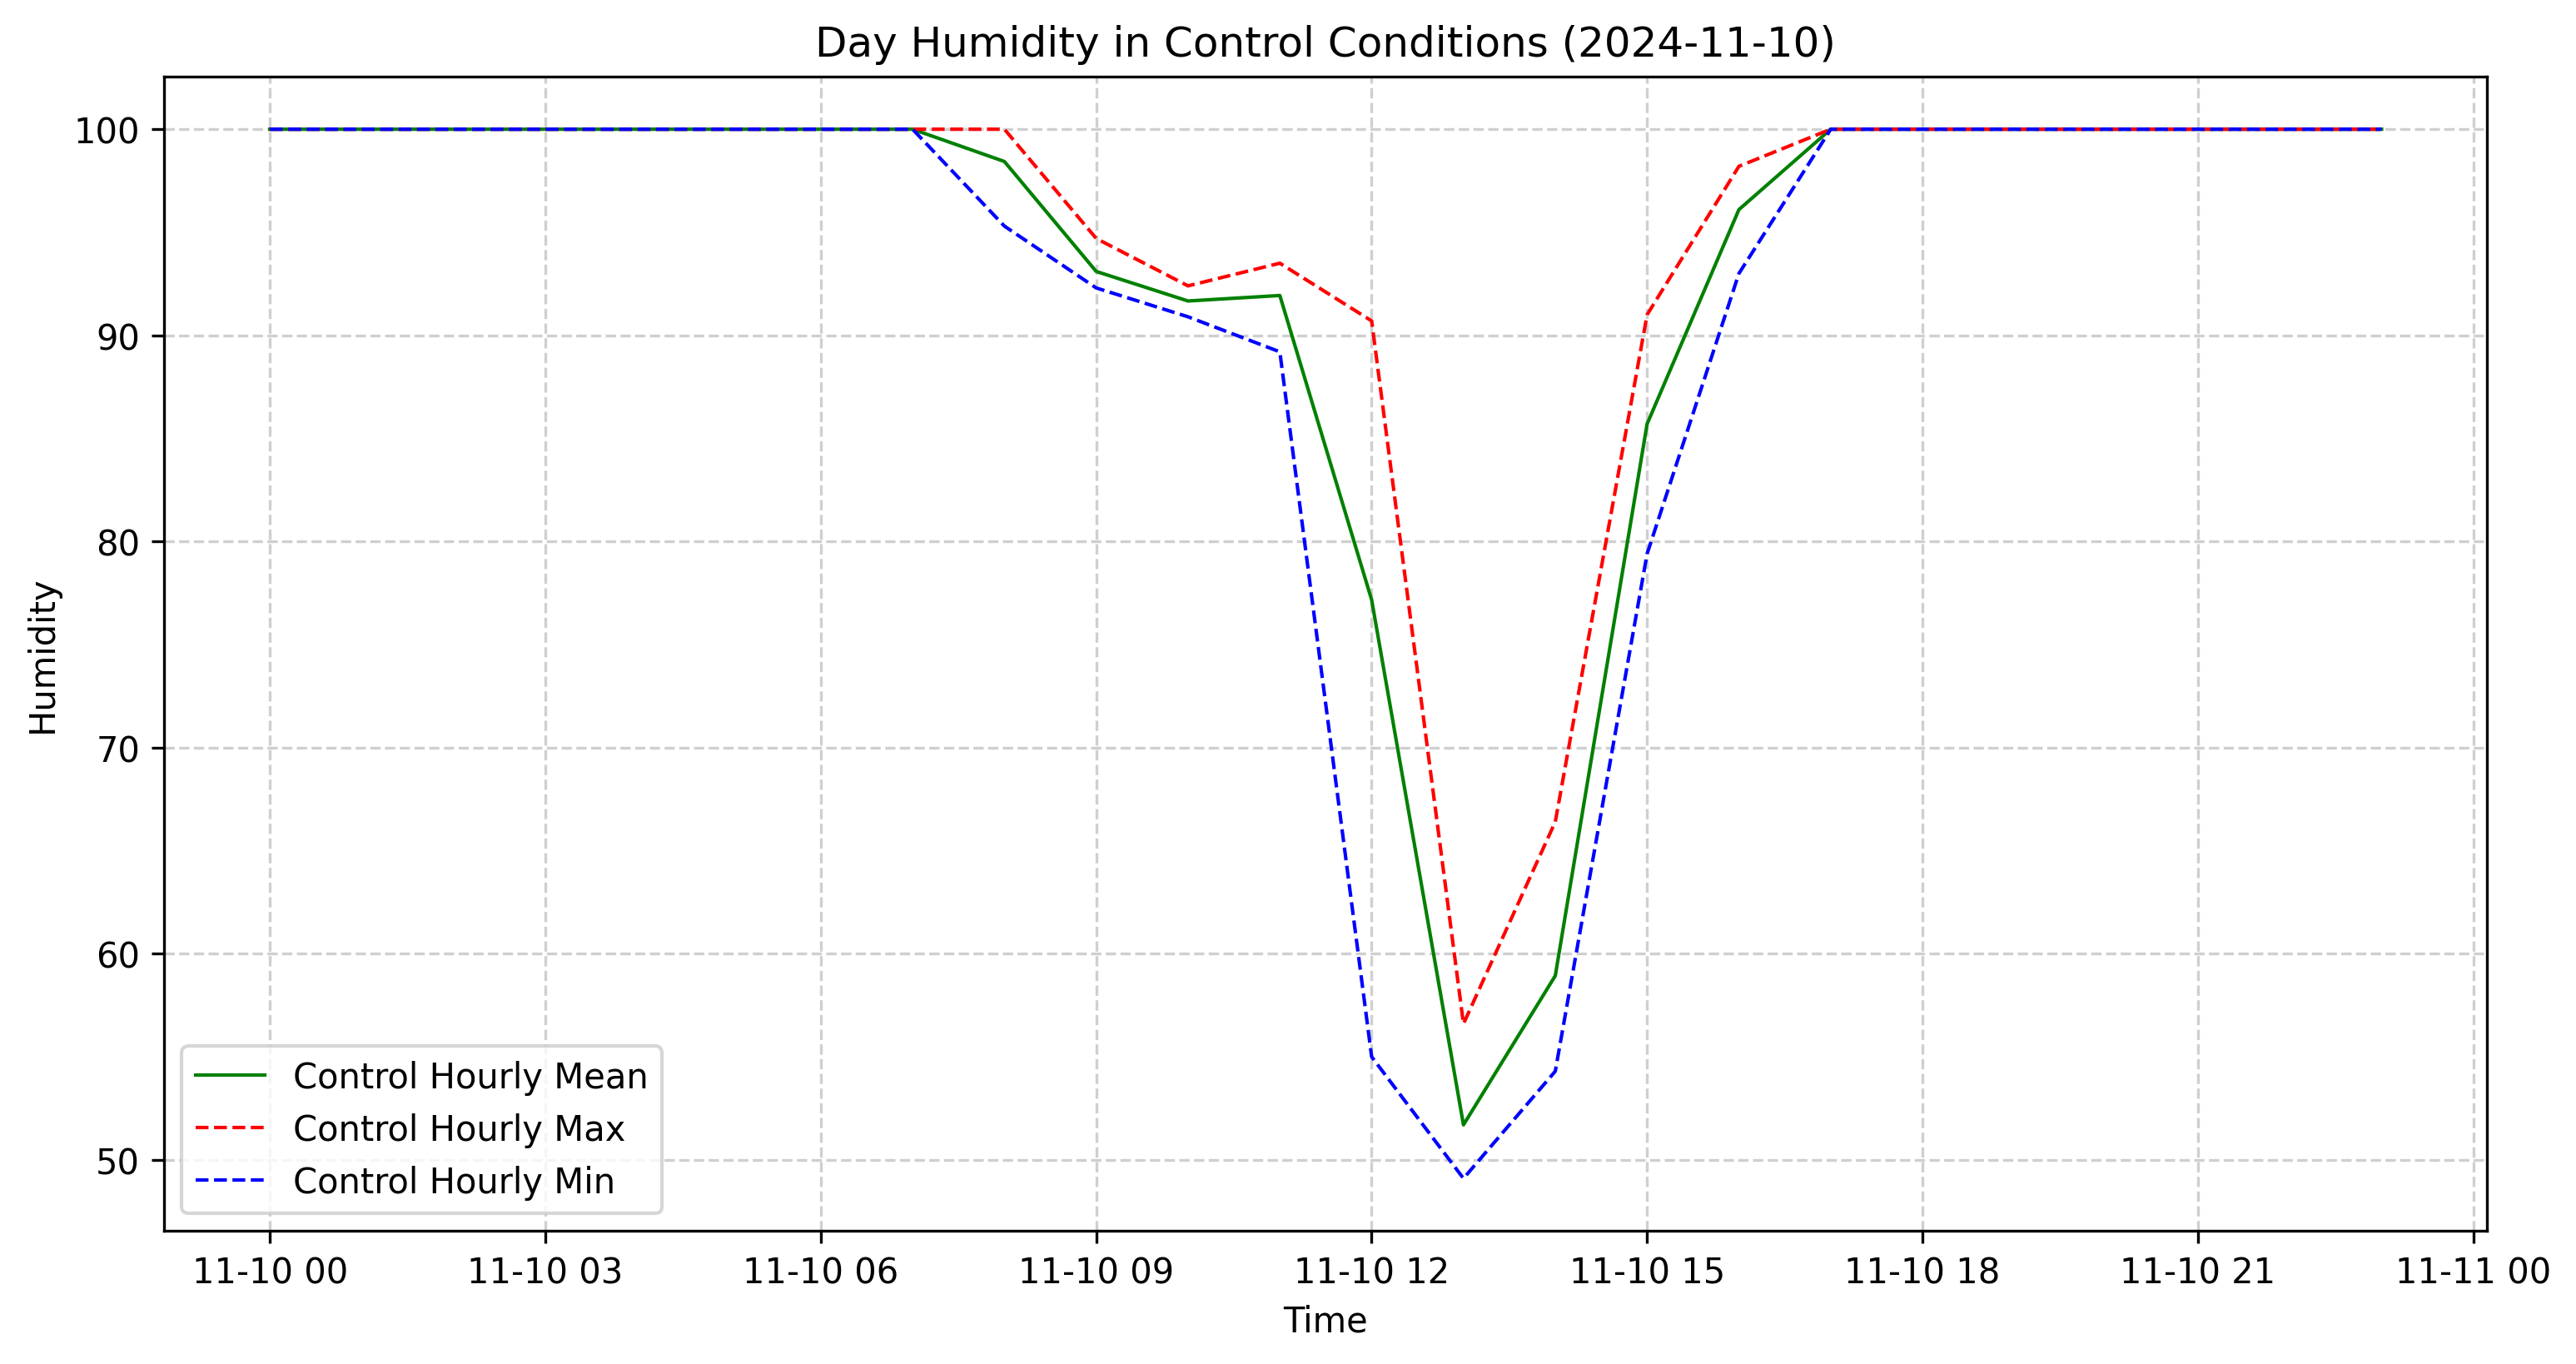 Day Humidity in Control Conditions (2024-11-10)
100
90
80
70
60
50
Humidity
Control Hourly Mean
Control Hourly Max
Control Hourly Min
11-10 00 11-10 03 11-10 06 11-10 09 11-10 12 11-10 15 11-10 18 11-10 21 11-11 00
Time